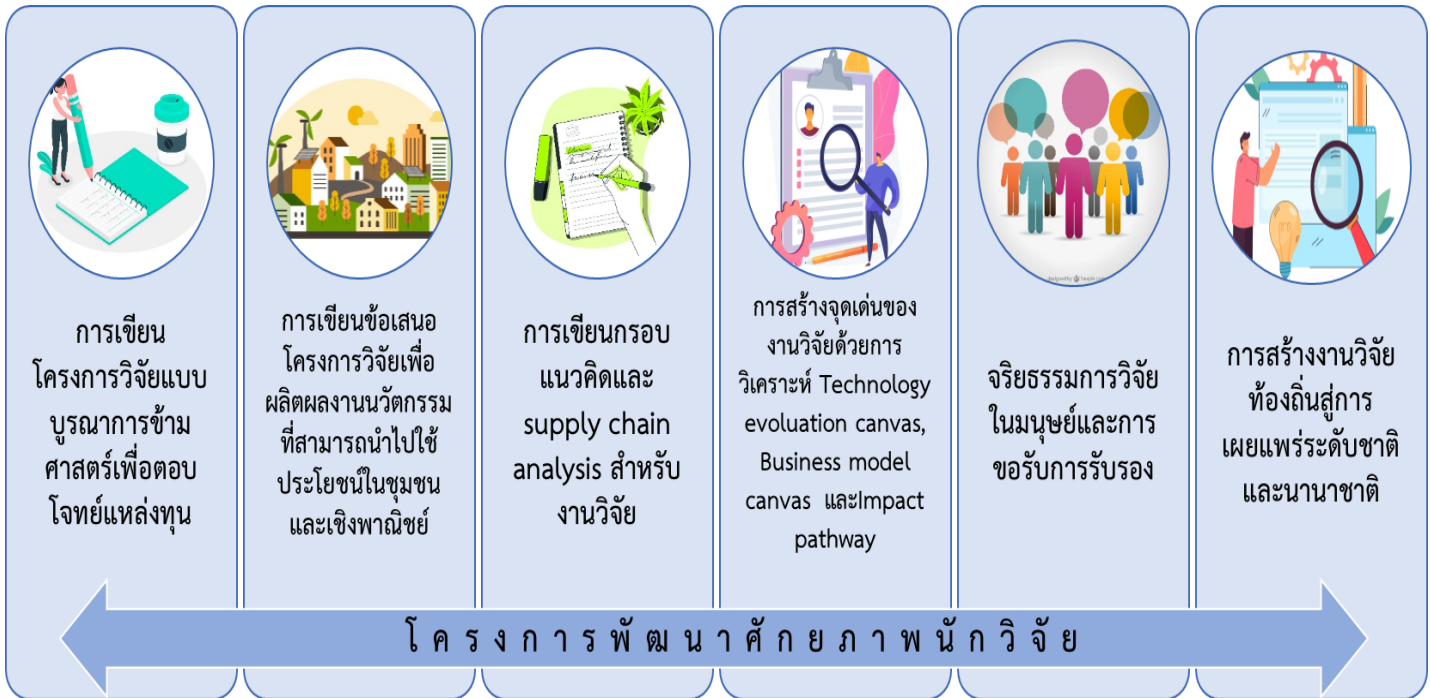 การเขียน
โครงการวิจัยแบบ
บูรณาการข้าม
ศาสตร์เพื่อตอบ
โจทย์แหล่งทุน
การเขียนข้อเสนอ
โครงการวิจัยเพื่อ
ผลิตผลงานนวัตกรรม
ที่สามารถนำไปใช้
ประโยชน์ในชุมชน
และเชิงพาณิชย์
การเขียนกรอบ
แนวคิดและ
supply chain
analysis สำหรับ
งานวิจัย
การสร้างจุดเด่นของ
งานวิจัยด้วยการ
วิเคราะห์ Technology
evoluation canvas,
Business model
canvas และImpact
pathway
จริยธรรมการวิจัย
ในมนุษย์และการ
ขอรับการรับรอง
การสร้างงานวิจัย
ท้องถิ่นสู่การ
เผยแพร่ระดับชาติ
และนานาชาติ
โครงการพัฒนาศักยภาพนักวิจัย